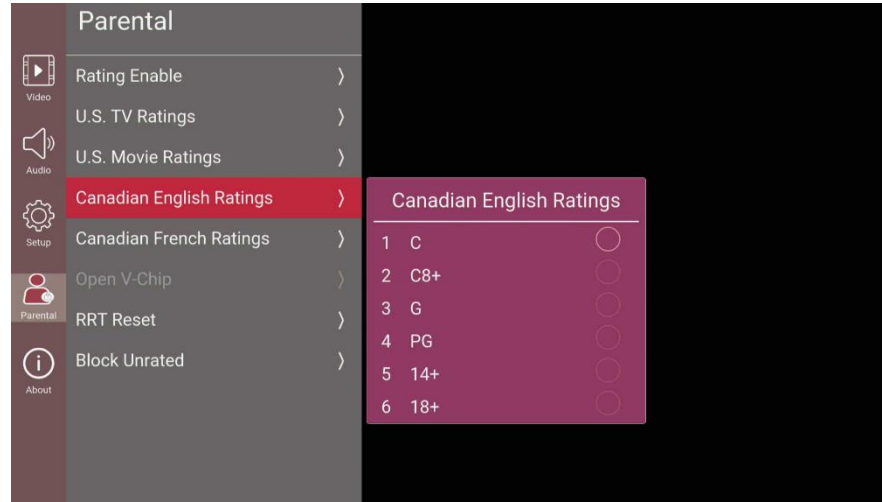 Parental
Video
Audio
Setup
Parental
About
Rating Enable
U.S. TV Ratings
U.S. Movie Ratings
Canadian English Ratings
Canadian French Ratings
Open V-Chip
RRT Reset
Block Unrated
Canadian English Ratings
1 C
2 C8+
3 G
4 PG
5 14+
6 18+